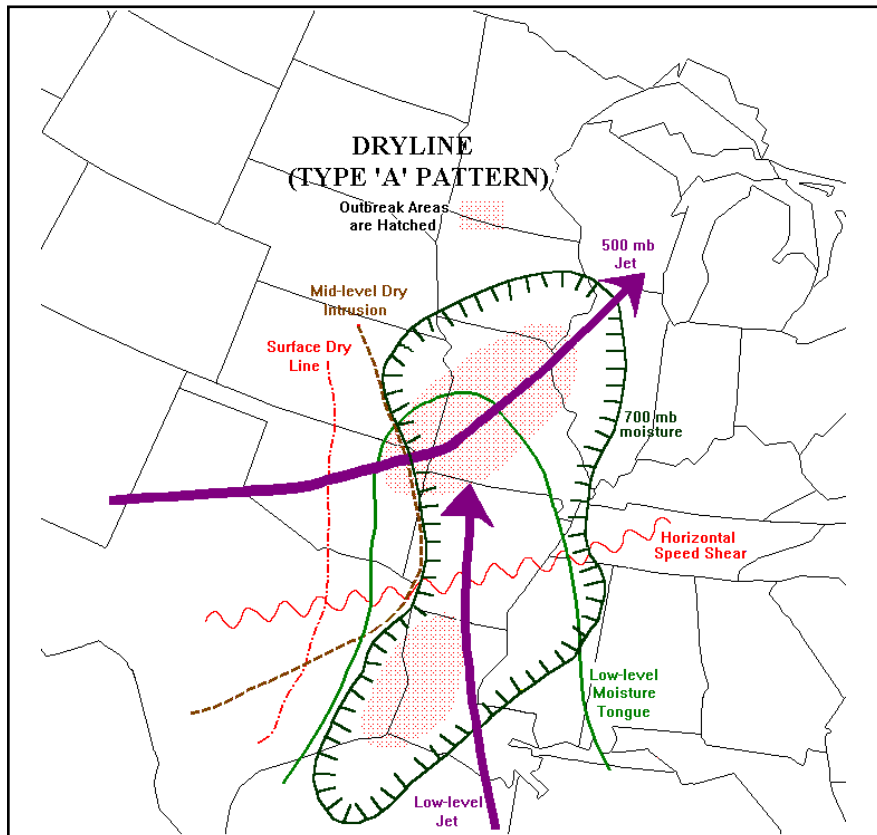 DRYLINE
(TYPE 'A' PATTERN)
Outbreak Areas
are Hatched
500 mb
Jet
Mid-level Dry
Intrusion
Surface Dry
Line
700 mb
moisture
Horizontal
Speed Shear
Low-level
Moisture
Tongue
Low-level
Jet